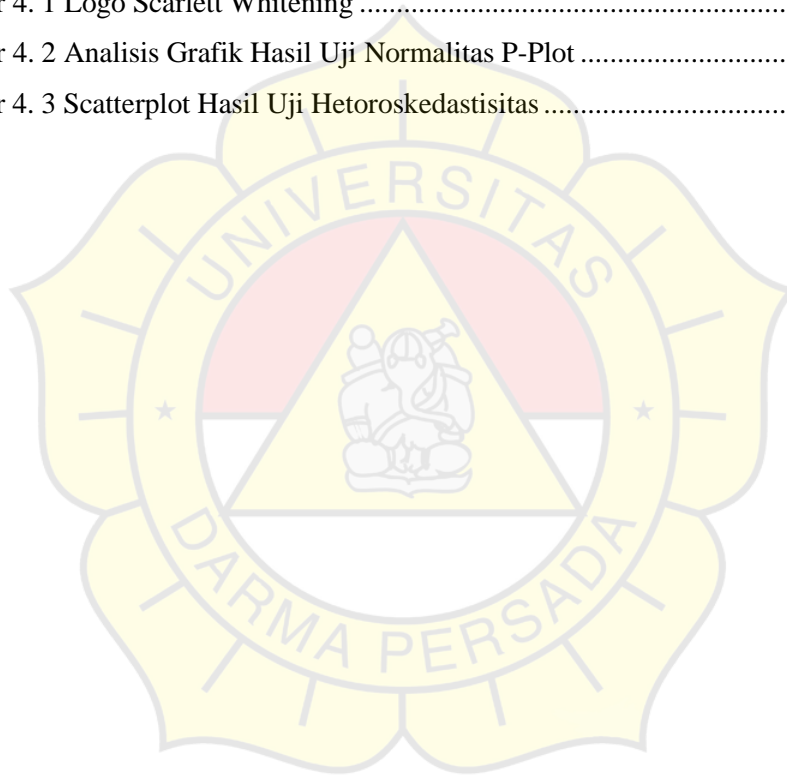 r 4. 1 Logo Scarlett Whitening ...........................................................
r 4. 2 Analisis Grafik Hasil Uji Normalitas P-Plot ...........................
r 4. 3 Scatterplot Hasil Uji Hetoroskedastisitas ................................
UNIVERSITAS
DARMA PERSADA